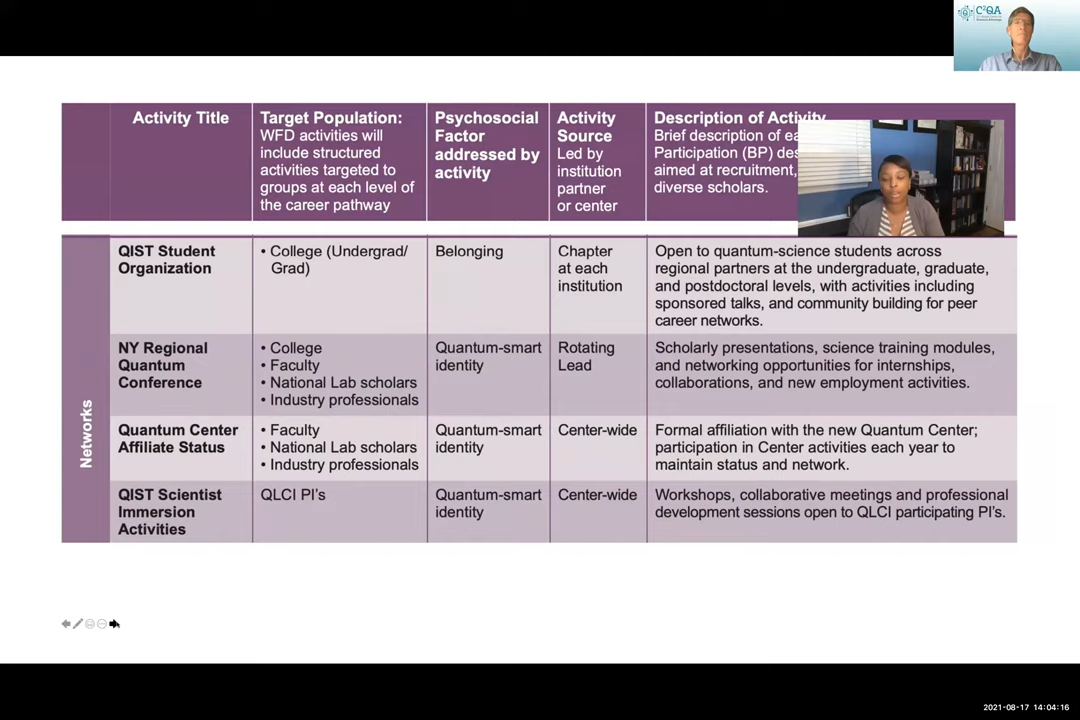 C²QA
Activity Title
Target Population:
WFD activities will
include structured
activities targeted to
groups at each level of
the career pathway
Psychosocial
Factor
addressed by
activity
Activity
Source
Led by
institution
partner
or center
Description of Activity
Brief description of
Participation (BP)
aimed at recruitment,
diverse scholars.
Networks
QIST Student
Organization
• College (Undergrad/
Grad)
Belonging
Chapter
at each
institution
Open to quantum-science students across
regional partners at the undergraduate, graduate,
and postdoctoral levels, with activities including
sponsored talks, and community building for peer
career networks.
NY Regional
Quantum
Conference
• College
• Faculty
• National Lab scholars
• Industry professionals
Quantum-smart
identity
Rotating
Lead
Scholarly presentations, science training modules,
and networking opportunities for internships,
collaborations, and new employment activities.
Quantum Center
Affiliate Status
• Faculty
• National Lab scholars
• Industry professionals
Quantum-smart
identity
Center-wide
Formal affiliation with the new Quantum Center;
participation in Center activities each year to
maintain status and network.
QIST Scientist
Immersion
Activities
QLCI PI's
Quantum-smart
identity
Center-wide
Workshops, collaborative meetings and professional
development sessions open to QLCI participating PI's.
2021-08-17 14:04:16